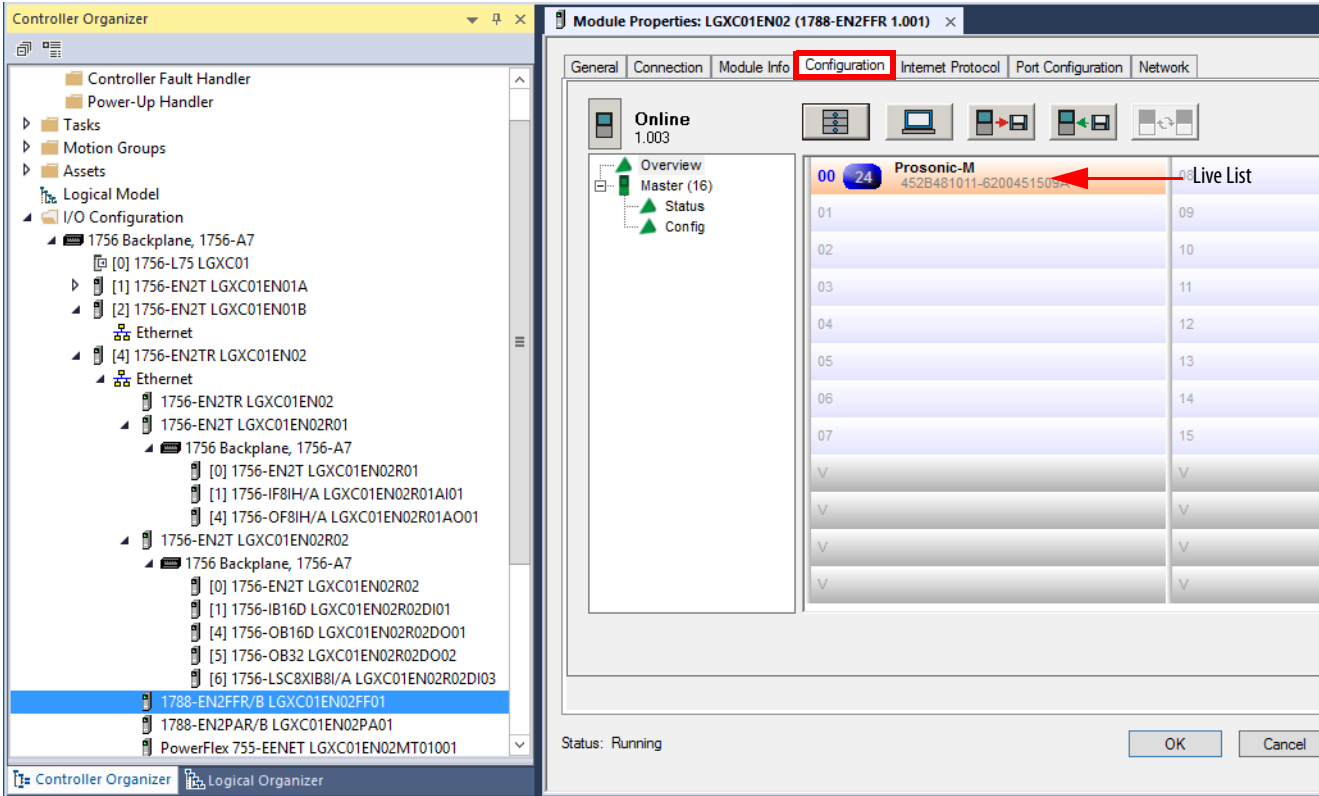 Controller Organizer
Controller Fault Handler
Power-Up Handler
Tasks
Motion Groups
Assets
Logical Model
I/O Configuration
1756 Backplane, 1756-A7
[0] 1756-L75 LGXC01
[1] 1756-EN2T LGXC01EN01A
[2] 1756-EN2T LGXC01EN01B
Ethernet
[4] 1756-EN2TR LGXC01EN02
Ethernet
1756-EN2TR LGXC01EN02
1756-EN2T LGXC01EN02R01
1756 Backplane, 1756-A7
[0] 1756-EN2T LGXC01EN02R01
[1] 1756-IF8IH/A LGXC01EN02R01AI01
[4] 1756-OF8IH/A LGXC01EN02R01AO01
1756-EN2T LGXC01EN02R02
1756 Backplane, 1756-A7
[0] 1756-EN2T LGXC01EN02R02
[1] 1756-IB16D LGXC01EN02R02DI01
[4] 1756-OB16D LGXC01EN02R02DO01
[5] 1756-OB32 LGXC01EN02R02DO02
[6] 1756-LSC8XIB8I/A LGXC01EN02R02DI03
1788-EN2FFR/B LGXC01EN02FF01
1788-EN2PAR/B LGXC01EN02PA01
PowerFlex 755-EENET LGXC01EN02MT01001
Controller Organizer
Logical Organizer
Module Properties: LGXC01EN02 (1788-EN2FFR 1.001)
General
Connection
Module Info
Configuration
Internet Protocol
Port Configuration
Network
Online
1.003
Overview
Master (16)
Status
Config
00 24 Prosonic-M
452B481011-6200451509A
Live List
01
02
03
04
05
06
07
V
V
V
V
08
09
10
11
12
13
14
15
V
V
V
V
Status: Running
OK
Cancel